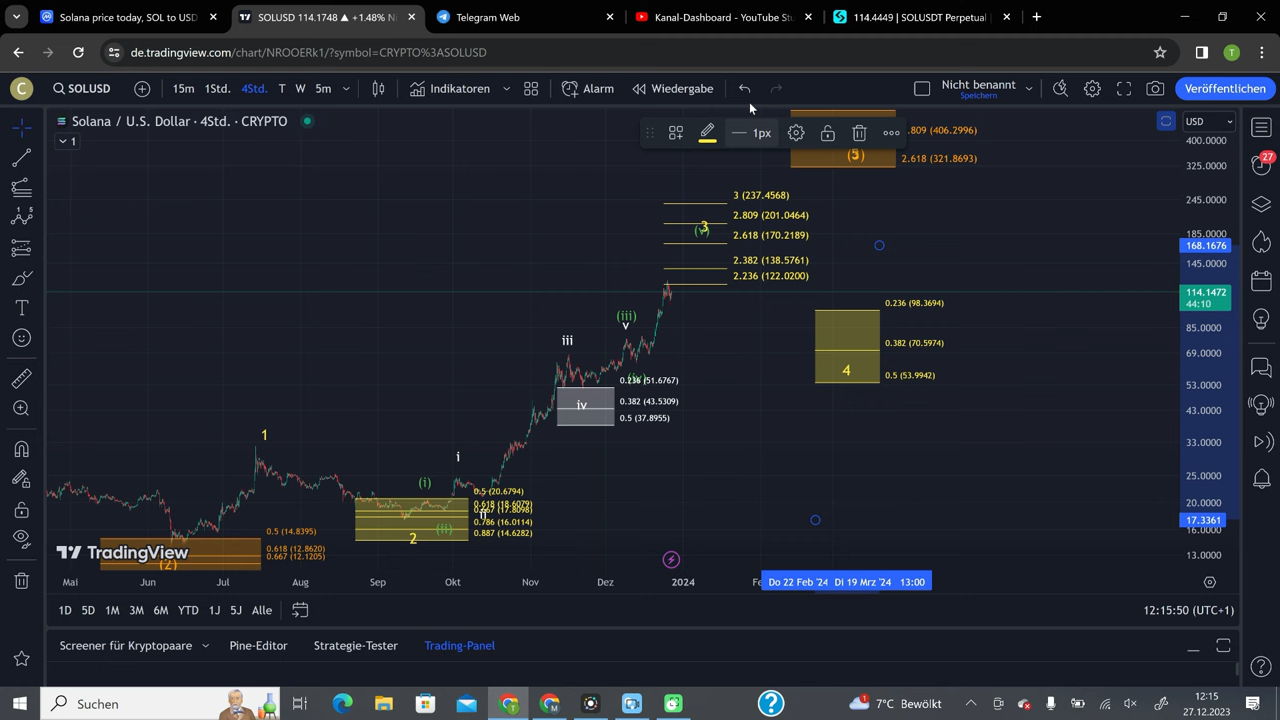 Solana price today, SOL to USD
SOLUSD 114.1748 ▲ +1.48% Ni
Telegram Web
Kanal-Dashboard - YouTube Stu
114.4449 | SOLUSDT Perpetual
de.tradingview.com/chart/NROOERk1/?symbol=CRYPTO%3ASOLUSD
T
C
SOLUSD
15m 1Std. 4Std. T W 5m
Indikatoren
Alarm
Wiedergabe
Nicht benannt
Speichern
Veröffentlichen
Solana / U.S. Dollar · 4Std. · CRYPTO
1
1px
USD
27
.809 (406.2996)
2.618 (321.8693)
3 (237.4568)
2.809 (201.0464)
3
2.618 (170.2189)
2.382 (138.5761)
2.236 (122.0200)
0.236 (98.3694)
0.382 (70.5974)
4
0.5 (53.9942)
(iii)
v
iii
0.236 (51.6767)
0.382 (43.5309)
iv
0.5 (37.8955)
1
i
(i)
0.5 (20.6794)
0.618 (18.6079)
ii
0.786 (16.0114)
(ii)
0.887 (14.6282)
2
0.5 (14.8395)
0.618 (12.8620)
0.667 (12.1205)
(2)
TradingView
400.0000
325.0000
245.0000
185.0000
168.1676
145.0000
114.1472
44:10
85.0000
69.0000
53.0000
43.0000
33.0000
25.0000
20.0000
17.3361
16.0000
13.0000
Mai Jun Jul Aug Sep Okt Nov Dez 2024
Do 22 Feb '24 Di 19 Mrz '24 13:00
1D 5D 1M 3M 6M YTD 1J 5J Alle
12:15:50 (UTC+1)
Screener für Kryptopaare
Pine-Editor
Strategie-Tester
Trading-Panel
Suchen
7°C Bewölkt
12:15
27.12.2023